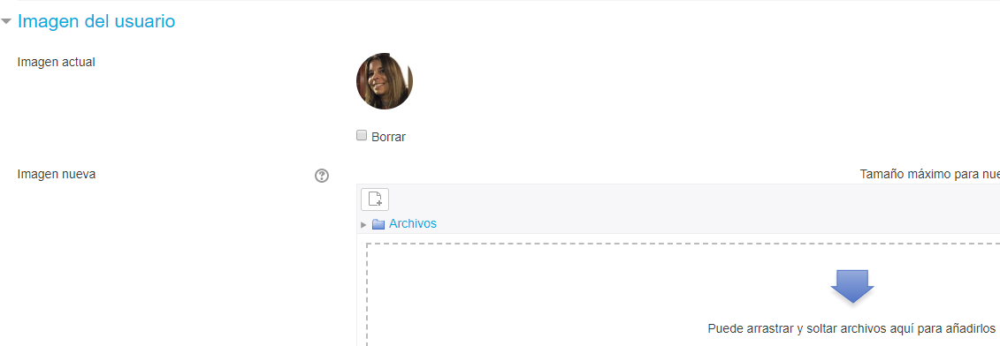 Imagen del usuario
Imagen actual
Borrar
Imagen nueva
Tamaño máximo para
Archivos
Puede arrastrar y soltar archivos aquí para añadirlos